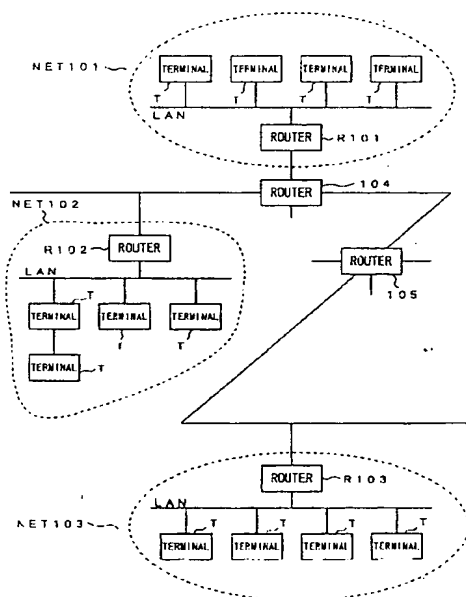 NET101
TERMINAL TERMINAL TERMINAL TERMINAL
T T T T
LAN
ROUTER R101
ROUTER 104
NET102
R102 ROUTER
ROUTER
105
LAN
T
TERMINAL TERMINAL TERMINAL
T T
TERMINAL T
ROUTER R103
LAN
NET103
T T T T
TERMINAL TERMINAL TERMINAL TERMINAL